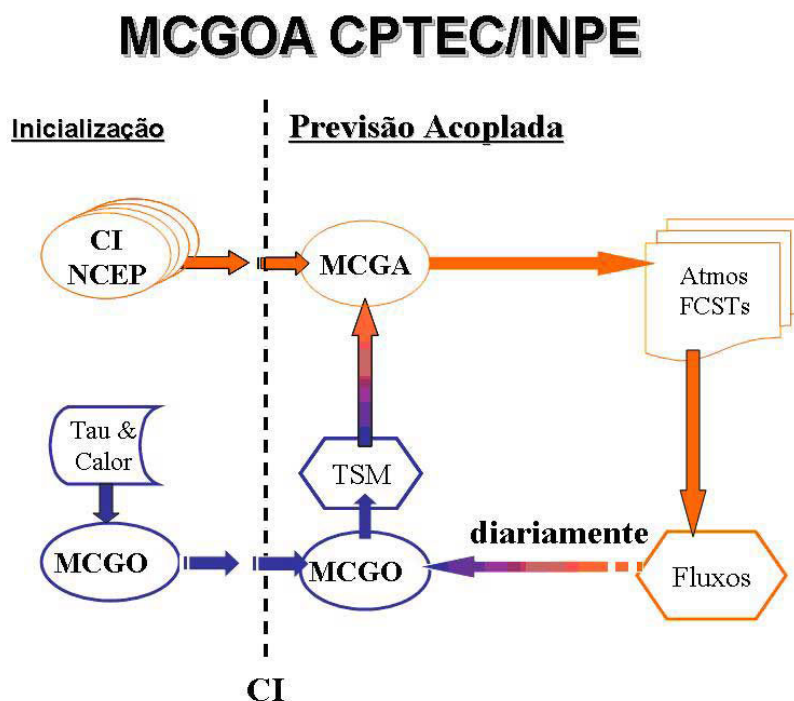 MCGOA CPTEC/INPE
Inicialização
Previsão Acoplada
CI
NCEP
MCGA
Atmos
FCSTs
Tau &
Calor
TSM
MCGO
MCGO
diariamente
Fluxos
CI